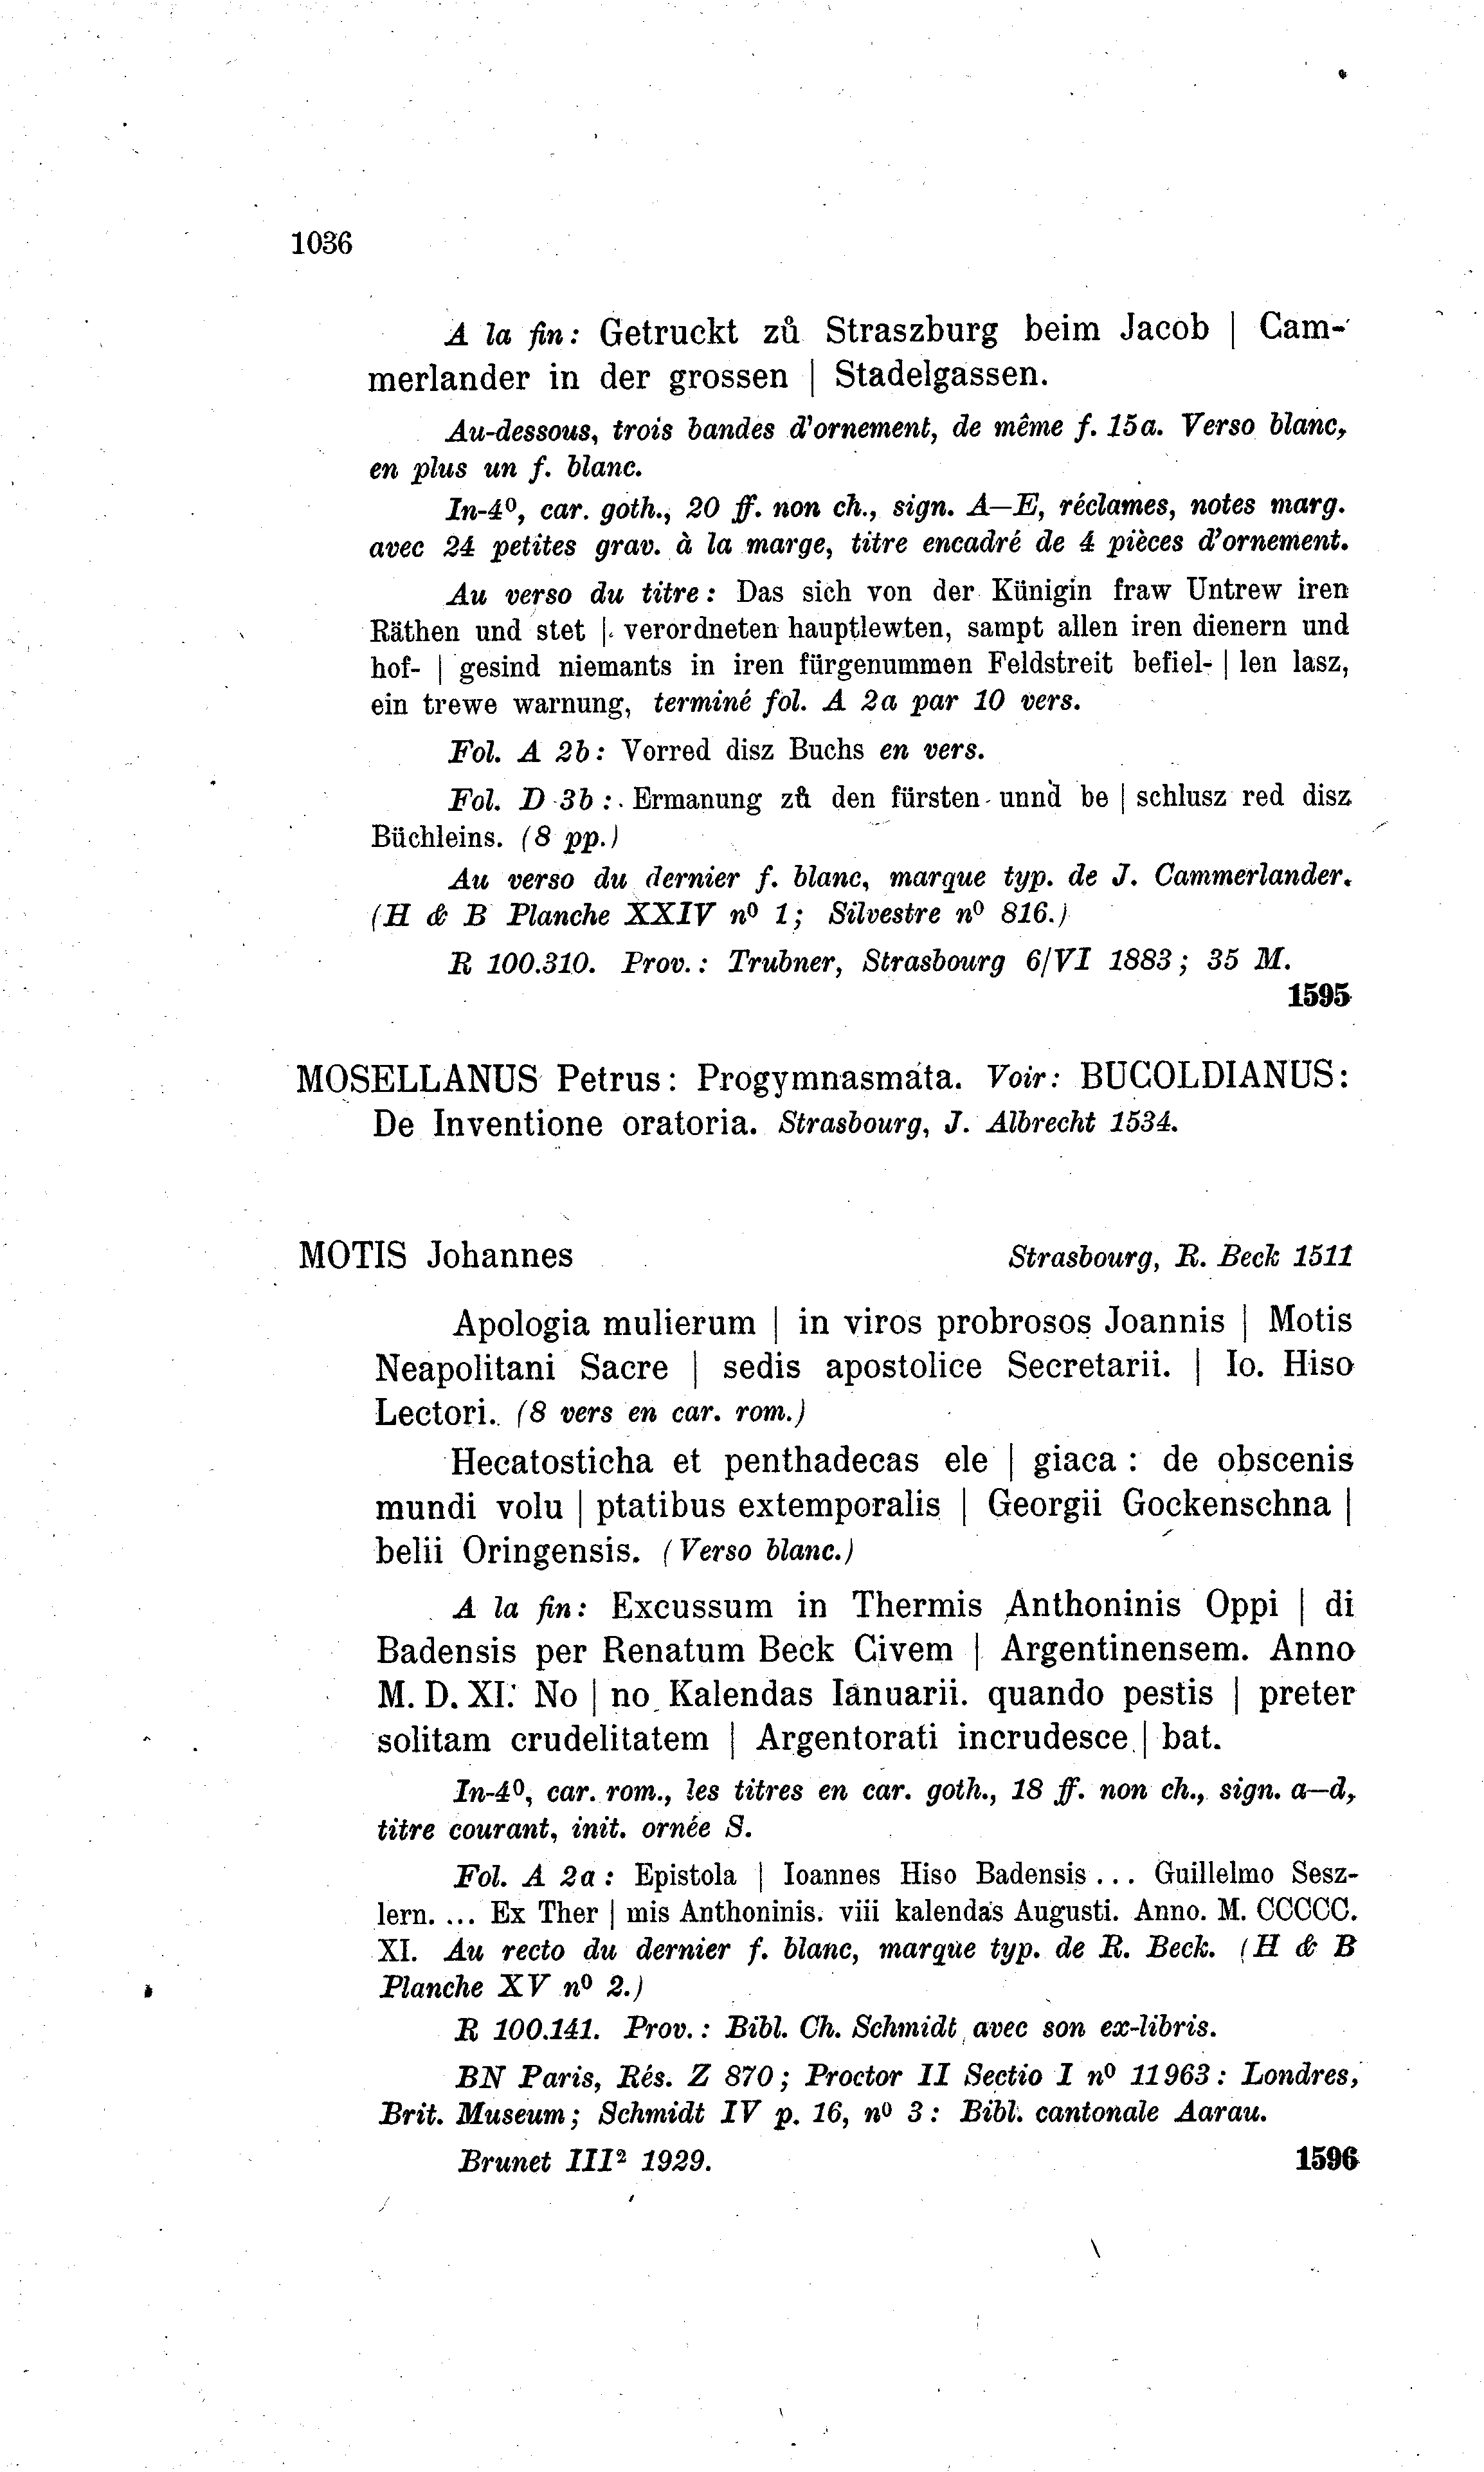 1036
A la fin: Getruckt zů Straszburg beim Jacob | Cam-
merlander in der grossen | Stadelgassen.
Au-dessous, trois bandes d'ornement, de même f. 15a. Verso blanc,
en plus un f. blanc.
In-4º, car. goth., 20 ff. non ch., sign. A—E, réclames, notes marg.
avec 24 petites grav. à la marge, titre encadré de 4 pièces d'ornement.
Au verso du titre: Das sich von der Künigin fraw Untrew iren
Räthen und stet | verordneten hauptlewten, sampt allen iren dienern und
hof- | gesind niemants in iren fürgenummen Feldstreit befiel- | len lasz,
ein trewe warnung, terminé fol. A 2a par 10 vers.
Fol. A 2b: Vorred disz Buchs en vers.
Fol. D 3b: Ermanung zů den fürsten unnd be | schlusz red disz
Büchleins. (8 pp.)
Au verso du dernier f. blanc, marque typ. de J. Cammerlander.
(H & B Planche XXIV nº 1; Silvestre nº 816.)
R 100.310. Prov.: Trubner, Strasbourg 6/VI 1883; 35 M.
1595
MOSELLANUS Petrus: Progymnasmata. Voir: BUCOLDIANUS:
De Inventione oratoria. Strasbourg, J. Albrecht 1534.
MOTIS Johannes Strasbourg, R. Beck 1511
Apologia mulierum | in viros probrosos Joannis | Motis
Neapolitani Sacre | sedis apostolice Secretarii. | Io. Hiso
Lectori. (8 vers en car. rom.)
Hecatosticha et penthadecas ele | giaca: de obscenis
mundi volu | ptatibus extemporalis | Georgii Gockenschna |
belii Oringensis. (Verso blanc.)
A la fin: Excussum in Thermis Anthoninis Oppi | di
Badensis per Renatum Beck Civem | Argentinensem. Anno
M. D. XI. No | no Kalendas Ianuarii. quando pestis | preter
solitam crudelitatem | Argentorati incrudesce | bat.
In-4º, car. rom., les titres en car. goth., 18 ff. non ch., sign. a—d,
titre courant, init. ornée S.
Fol. A 2a: Epistola | Ioannes Hiso Badensis ... Guillelmo Sesz-
lern. ... Ex Ther | mis Anthoninis. viii kalendas Augusti. Anno. M. CCCCC.
XI. Au recto du dernier f. blanc, marque typ. de R. Beck. (H & B
Planche XV nº 2.)
R 100.141. Prov.: Bibl. Ch. Schmidt avec son ex-libris.
BN Paris, Rés. Z 870; Proctor II Sectio I nº 11963: Londres,
Brit. Museum; Schmidt IV p. 16, nº 3: Bibl. cantonale Aarau.
Brunet III² 1929. 1596